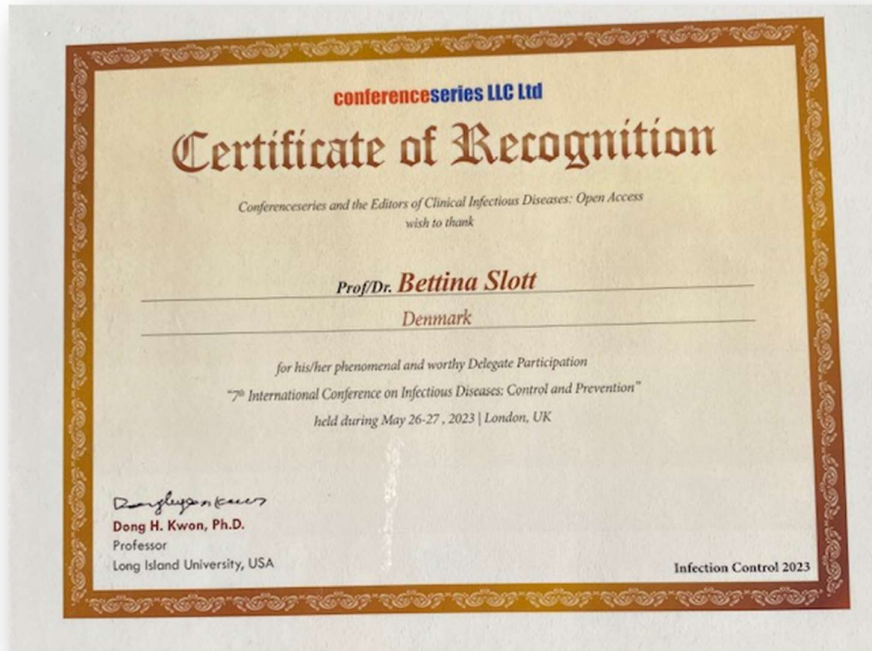 conferenceseries LLC Ltd
Certificate of Recognition
Conferenceseries and the Editors of Clinical Infectious Diseases: Open Access
wish to thank
Prof/Dr. Bettina Slott
Denmark
for his/her phenomenal and worthy Delegate Participation
"7th International Conference on Infectious Diseases: Control and Prevention"
held during May 26-27 , 2023 | London, UK
Dong H. Kwon, Ph.D.
Professor
Long Island University, USA
Infection Control 2023